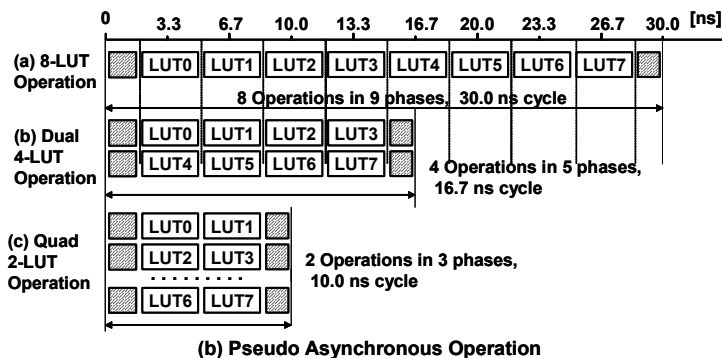 0 3.3 6.7 10.0 13.3 16.7 20.0 23.3 26.7 30.0 [ns]
(a) 8-LUT
Operation
LUT0 LUT1 LUT2 LUT3 LUT4 LUT5 LUT6 LUT7
8 Operations in 9 phases, 30.0 ns cycle
(b) Dual
4-LUT
Operation
LUT0 LUT1 LUT2 LUT3
LUT4 LUT5 LUT6 LUT7
4 Operations in 5 phases,
16.7 ns cycle
(c) Quad
2-LUT
Operation
LUT0 LUT1
LUT2 LUT3
. . . . . . . .
LUT6 LUT7
2 Operations in 3 phases,
10.0 ns cycle
(b) Pseudo Asynchronous Operation